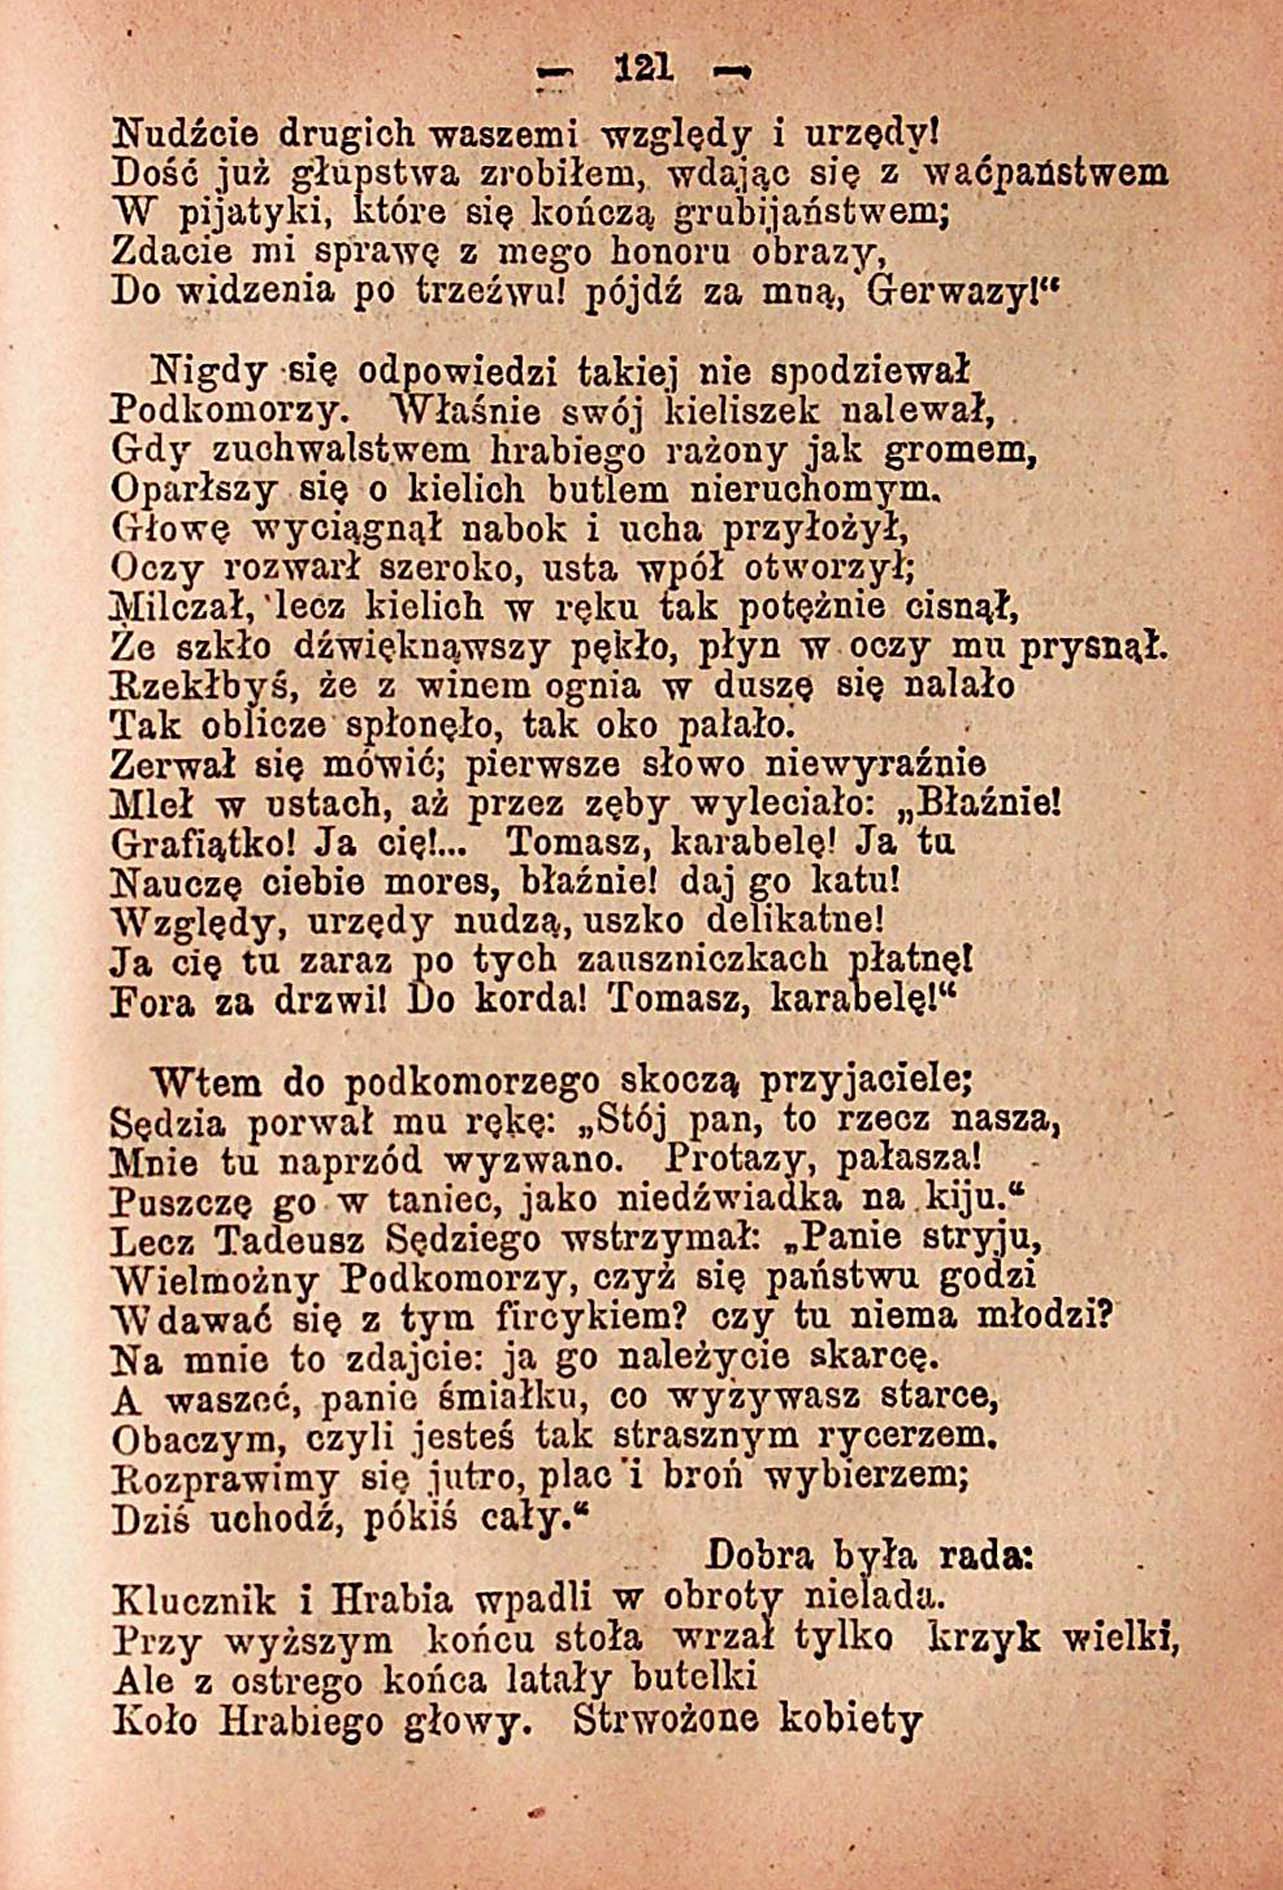 — 121 —
Nudźcie drugich waszemi względy i urzędy!
Dość już głupstwa zrobiłem, wdając się z waćpaństwem
W pijatyki, które się kończą grubijaństwem;
Zdacie mi sprawę z mego honoru obrazy,
Do widzenia po trzeźwu! pójdź za mną, Gerwazy!“
Nigdy się odpowiedzi takiej nie spodziewał
Podkomorzy. Właśnie swój kieliszek nalewał,
Gdy zuchwalstwem hrabiego rażony jak gromem,
Oparłszy się o kielich butlem nieruchomym.
Głowę wyciągnął nabok i ucha przyłożył,
Oczy rozwarł szeroko, usta wpół otworzył;
Milczał, lecz kielich w ręku tak potężnie cisnął,
Że szkło dźwięknąwszy pękło, płyn w oczy mu prysnął.
Rzekłbyś, że z winem ognia w duszę się nalało
Tak oblicze spłonęło, tak oko pałało.
Zerwał się mówić; pierwsze słowo niewyraźnie
Mleł w ustach, aż przez zęby wyleciało: „Błaźnie!
Grafiątko! Ja cię!... Tomasz, karabelę! Ja tu
Nauczę ciebie mores, błaźnie! daj go katu!
Względy, urzędy nudzą, uszko delikatne!
Ja cię tu zaraz po tych zauszniczkach płatnę!
Fora za drzwi! Do korda! Tomasz, karabelę!“
Wtem do podkomorzego skoczą przyjaciele;
Sędzia porwał mu rękę: „Stój pan, to rzecz nasza,
Mnie tu naprzód wyzwano. Protazy, pałasza!
Puszczę go w taniec, jako niedźwiadka na kiju.“
Lecz Tadeusz Sędziego wstrzymał: „Panie stryju,
Wielmożny Podkomorzy, czyż się państwu godzi
Wdawać się z tym fircykiem? czy tu niema młodzi?
Na mnie to zdajcie: ja go należycie skarcę.
A waszeć, panie śmiałku, co wyzywasz starce,
Obaczym, czyli jesteś tak strasznym rycerzem.
Rozprawimy się jutro, plac i broń wybierzem;
Dziś uchodź, pókiś cały.“
Dobra była rada:
Klucznik i Hrabia wpadli w obroty nielada.
Przy wyższym końcu stoła wrzał tylko krzyk wielki,
Ale z ostrego końca latały butelki
Koło Hrabiego głowy. Strwożone kobiety